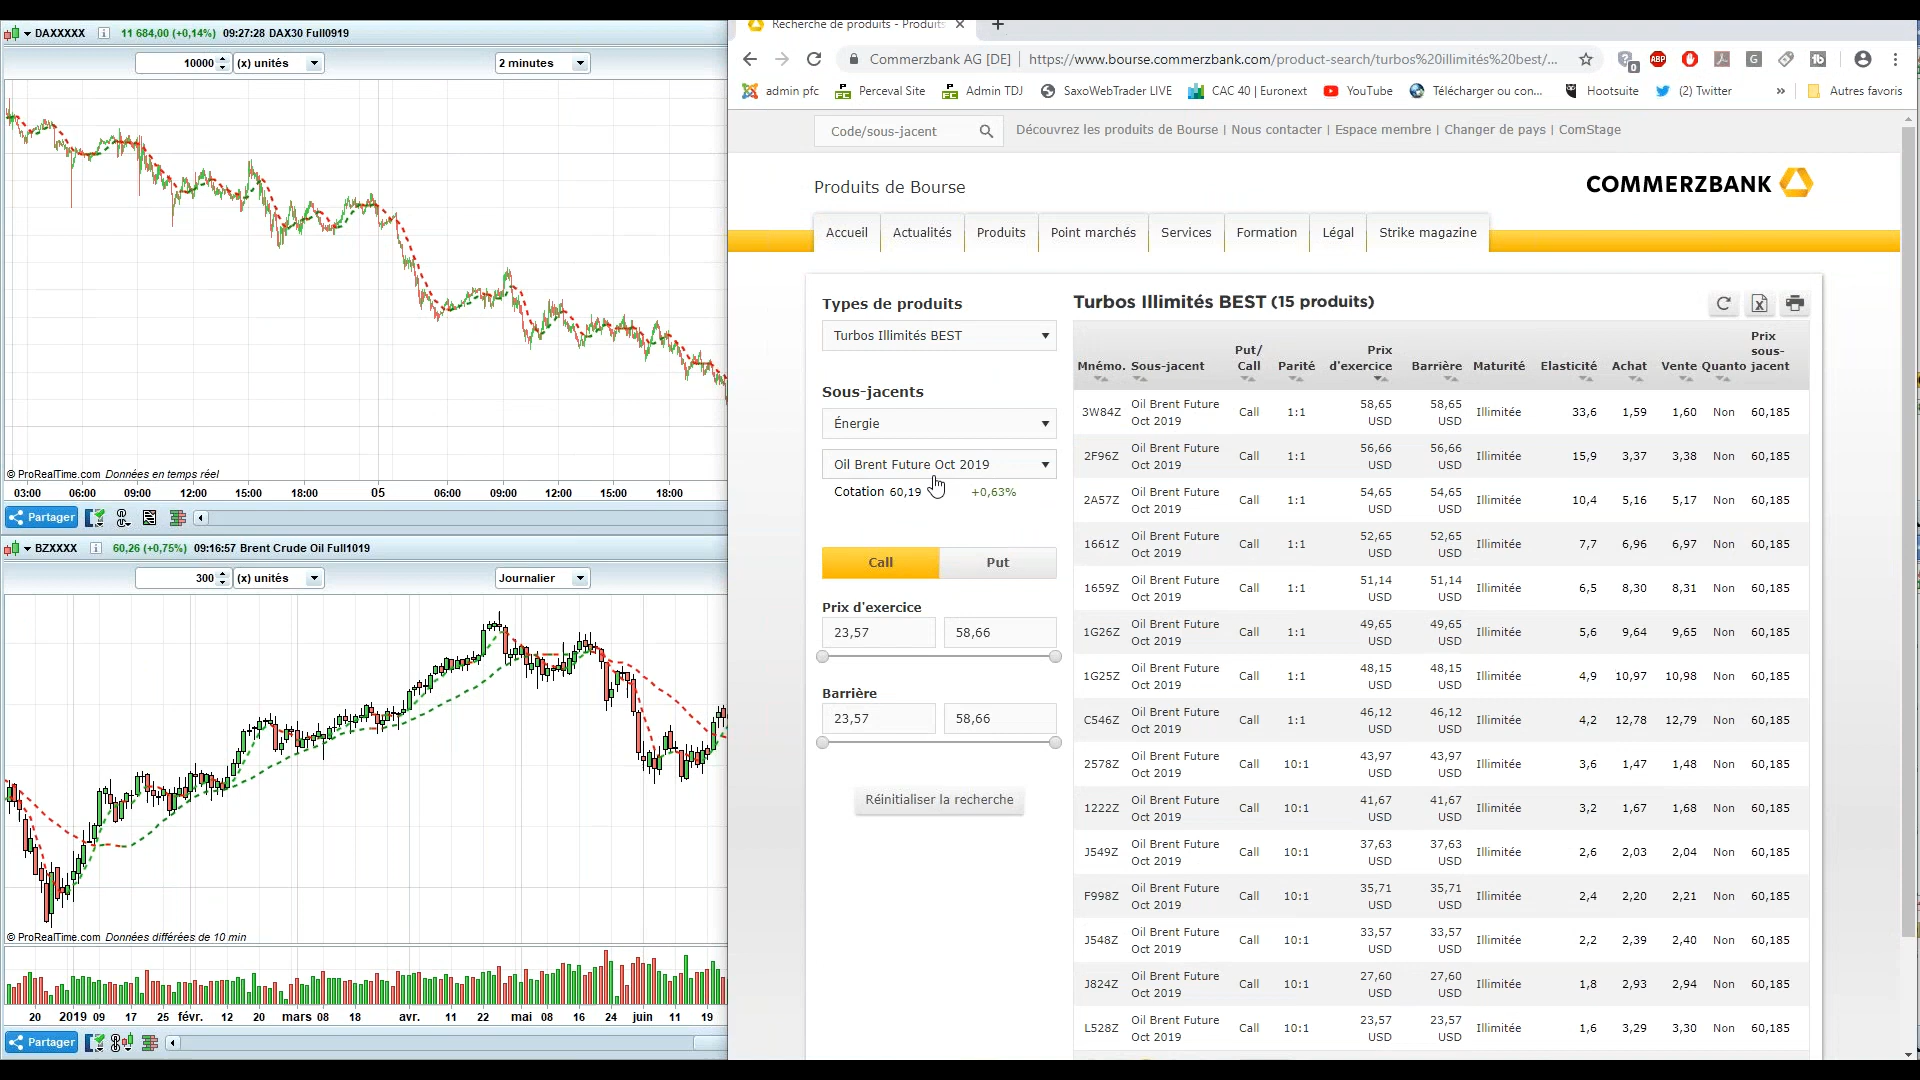 DAXXXXX 11 684,00 (+0,14%) 09:27:28 DAX30 Full0919
10000 (x) unités 2 minutes
© ProRealTime.com Données en temps réel
03:00 06:00 09:00 12:00 15:00 18:00 05 06:00 09:00 12:00 15:00 18:00
Partager
BZXXXX 60,26 (+0,75%) 09:16:57 Brent Crude Oil Full1019
300 (x) unités Journalier
© ProRealTime.com Données différées de 10 min
20 2019 09 17 25 févr. 12 20 mars 08 18 avr. 11 22 mai 08 16 24 juin 11 19
Partager
Recherche de produits - Produits
Commerzbank AG [DE] | https://www.bourse.commerzbank.com/product-search/turbos%20illimités%20best/...
admin pfc Perceval Site Admin TDJ SaxoWebTrader LIVE CAC 40 | Euronext YouTube Télécharger ou con... Hootsuite (2) Twitter » Autres favoris
Code/sous-jacent Découvrez les produits de Bourse | Nous contacter | Espace membre | Changer de pays | ComStage
Produits de Bourse
COMMERZBANK
Accueil Actualités Produits Point marchés Services Formation Légal Strike magazine
Types de produits
Turbos Illimités BEST
Sous-jacents
Énergie
Oil Brent Future Oct 2019
Cotation 60,19 +0,63%
Call Put
Prix d'exercice
23,57 58,66
Barrière
23,57 58,66
Réinitialiser la recherche
Turbos Illimités BEST (15 produits)
Mnémo. Sous-jacent Put/ Call Parité Prix d'exercice Barrière Maturité Elasticité Achat Vente Quanto Prix sous-jacent
3W84Z Oil Brent Future Oct 2019 Call 1:1 58,65 USD 58,65 USD Illimitée 33,6 1,59 1,60 Non 60,185
2F96Z Oil Brent Future Oct 2019 Call 1:1 56,66 USD 56,66 USD Illimitée 15,9 3,37 3,38 Non 60,185
2A57Z Oil Brent Future Oct 2019 Call 1:1 54,65 USD 54,65 USD Illimitée 10,4 5,16 5,17 Non 60,185
1661Z Oil Brent Future Oct 2019 Call 1:1 52,65 USD 52,65 USD Illimitée 7,7 6,96 6,97 Non 60,185
1659Z Oil Brent Future Oct 2019 Call 1:1 51,14 USD 51,14 USD Illimitée 6,5 8,30 8,31 Non 60,185
1G26Z Oil Brent Future Oct 2019 Call 1:1 49,65 USD 49,65 USD Illimitée 5,6 9,64 9,65 Non 60,185
1G25Z Oil Brent Future Oct 2019 Call 1:1 48,15 USD 48,15 USD Illimitée 4,9 10,97 10,98 Non 60,185
C546Z Oil Brent Future Oct 2019 Call 1:1 46,12 USD 46,12 USD Illimitée 4,2 12,78 12,79 Non 60,185
2578Z Oil Brent Future Oct 2019 Call 10:1 43,97 USD 43,97 USD Illimitée 3,6 1,47 1,48 Non 60,185
1222Z Oil Brent Future Oct 2019 Call 10:1 41,67 USD 41,67 USD Illimitée 3,2 1,67 1,68 Non 60,185
J549Z Oil Brent Future Oct 2019 Call 10:1 37,63 USD 37,63 USD Illimitée 2,6 2,03 2,04 Non 60,185
F998Z Oil Brent Future Oct 2019 Call 10:1 35,71 USD 35,71 USD Illimitée 2,4 2,20 2,21 Non 60,185
J548Z Oil Brent Future Oct 2019 Call 10:1 33,57 USD 33,57 USD Illimitée 2,2 2,39 2,40 Non 60,185
J824Z Oil Brent Future Oct 2019 Call 10:1 27,60 USD 27,60 USD Illimitée 1,8 2,93 2,94 Non 60,185
L528Z Oil Brent Future Oct 2019 Call 10:1 23,57 USD 23,57 USD Illimitée 1,6 3,29 3,30 Non 60,185